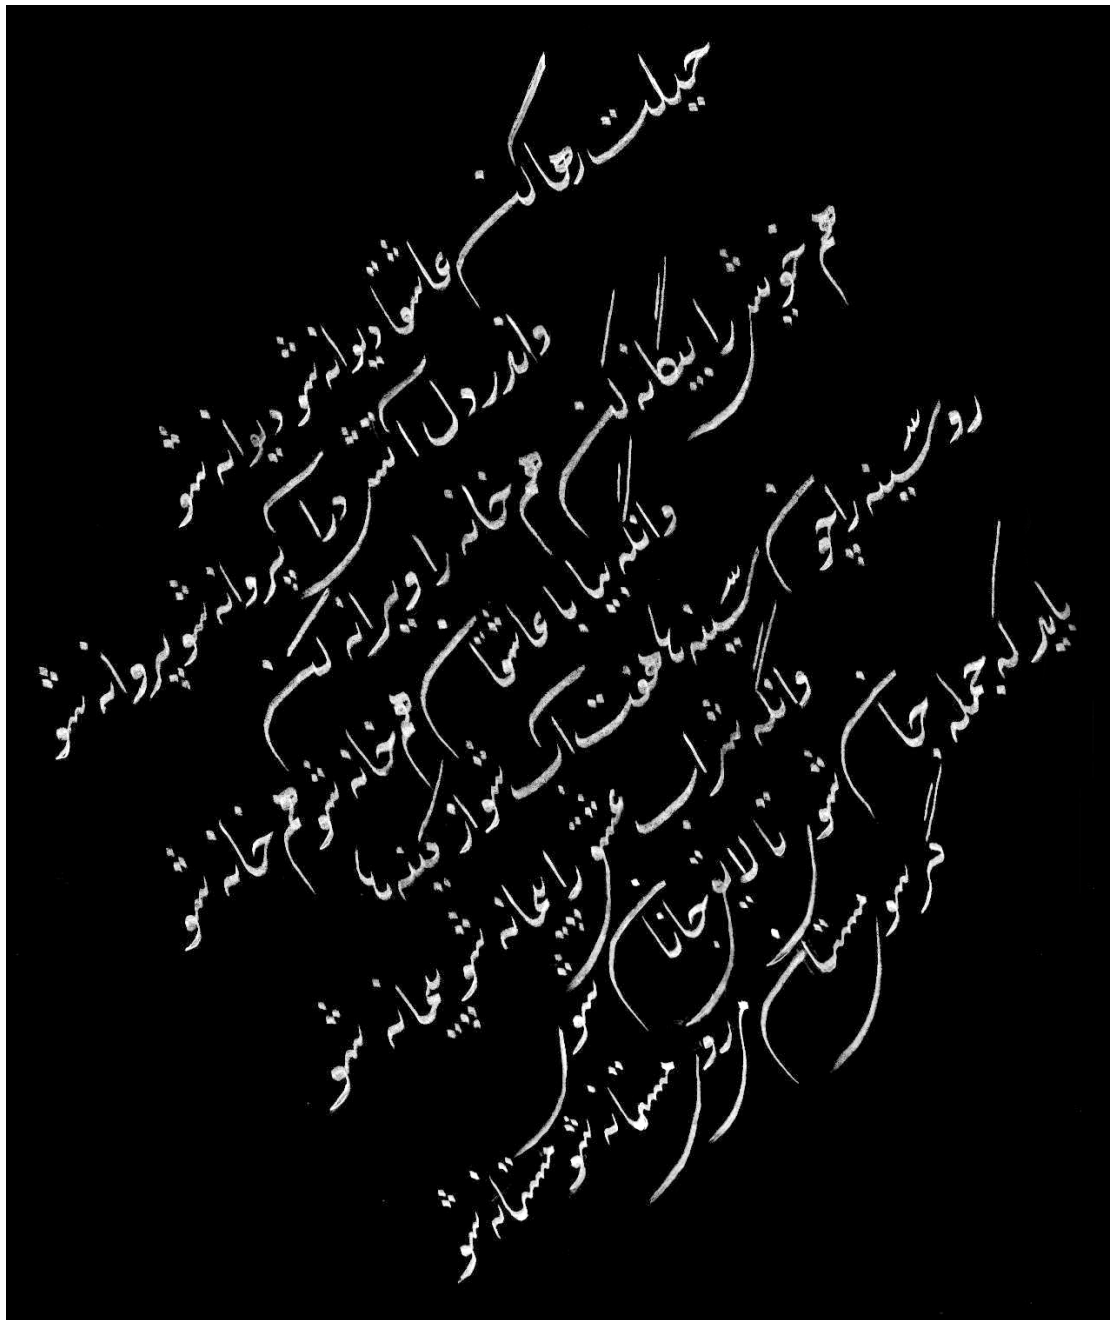 حیلت رها کن عاشقا دیوانه شو دیوانه شو
واندر دل آتش درآ پروانه شو پروانه شو
هم خویش را بیگانه کن هم خانه را ویرانه کن
وانگه بیا با عاشقان هم خانه شو هم خانه شو
رو سینه را چون سینه ها هفت آب شو از کینه ها
وانگه شراب عشق را پیمانه شو پیمانه شو
باید که جمله جان شوی تا لایق جانان شوی
گر سوی مستان می روی مستانه شو مستانه شو